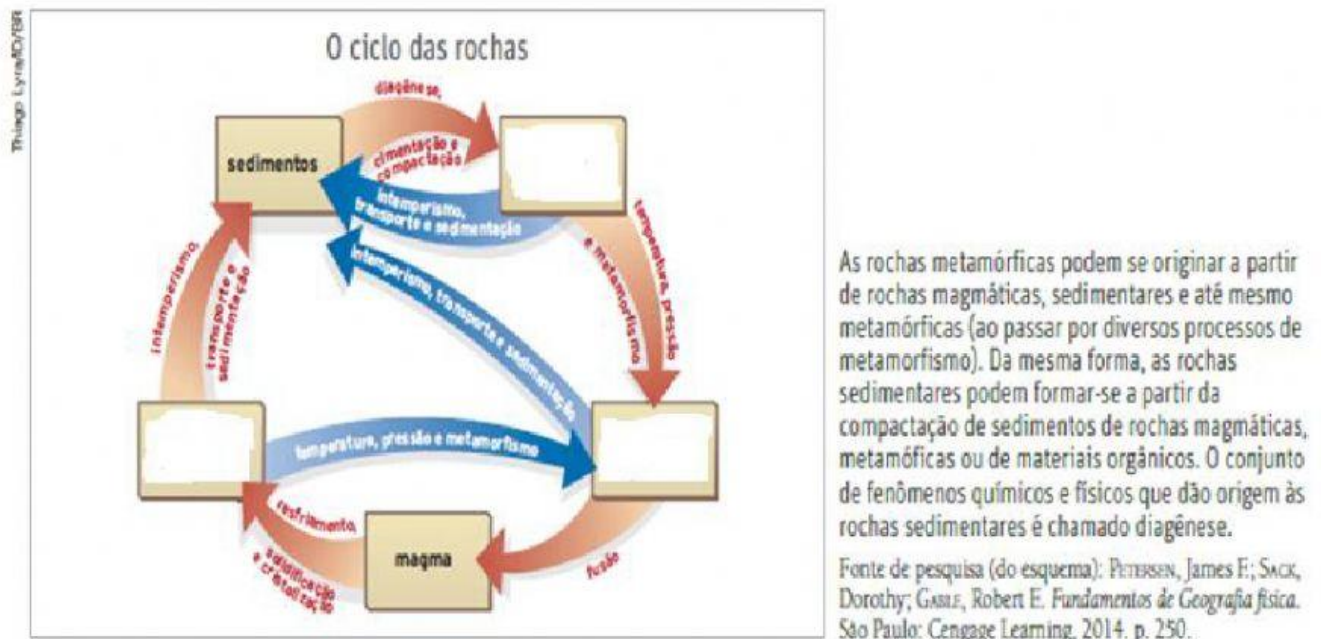 Thiago Lyra/ID/BR
O ciclo das rochas
diagênese,
cimentação e
compactação
sedimentos
intemperismo,
transporte e sedimentação
temperatura, pressão
e metamorfismo
intemperismo, transporte e sedimentação
intemperismo,
transporte e
sedimentação
temperatura, pressão e metamorfismo
resfriamento,
solidificação
e cristalização
magma
fusão
As rochas metamórficas podem se originar a partir
de rochas magmáticas, sedimentares e até mesmo
metamórficas (ao passar por diversos processos de
metamorfismo). Da mesma forma, as rochas
sedimentares podem formar-se a partir da
compactação de sedimentos de rochas magmáticas,
metamóficas ou de materiais orgânicos. O conjunto
de fenômenos químicos e físicos que dão origem às
rochas sedimentares é chamado diagênese.
Fonte de pesquisa (do esquema): PETERSEN, James F.; SACK,
Dorothy; GABLE, Robert E. Fundamentos de Geografia física.
São Paulo: Cengage Learning, 2014. p. 250.